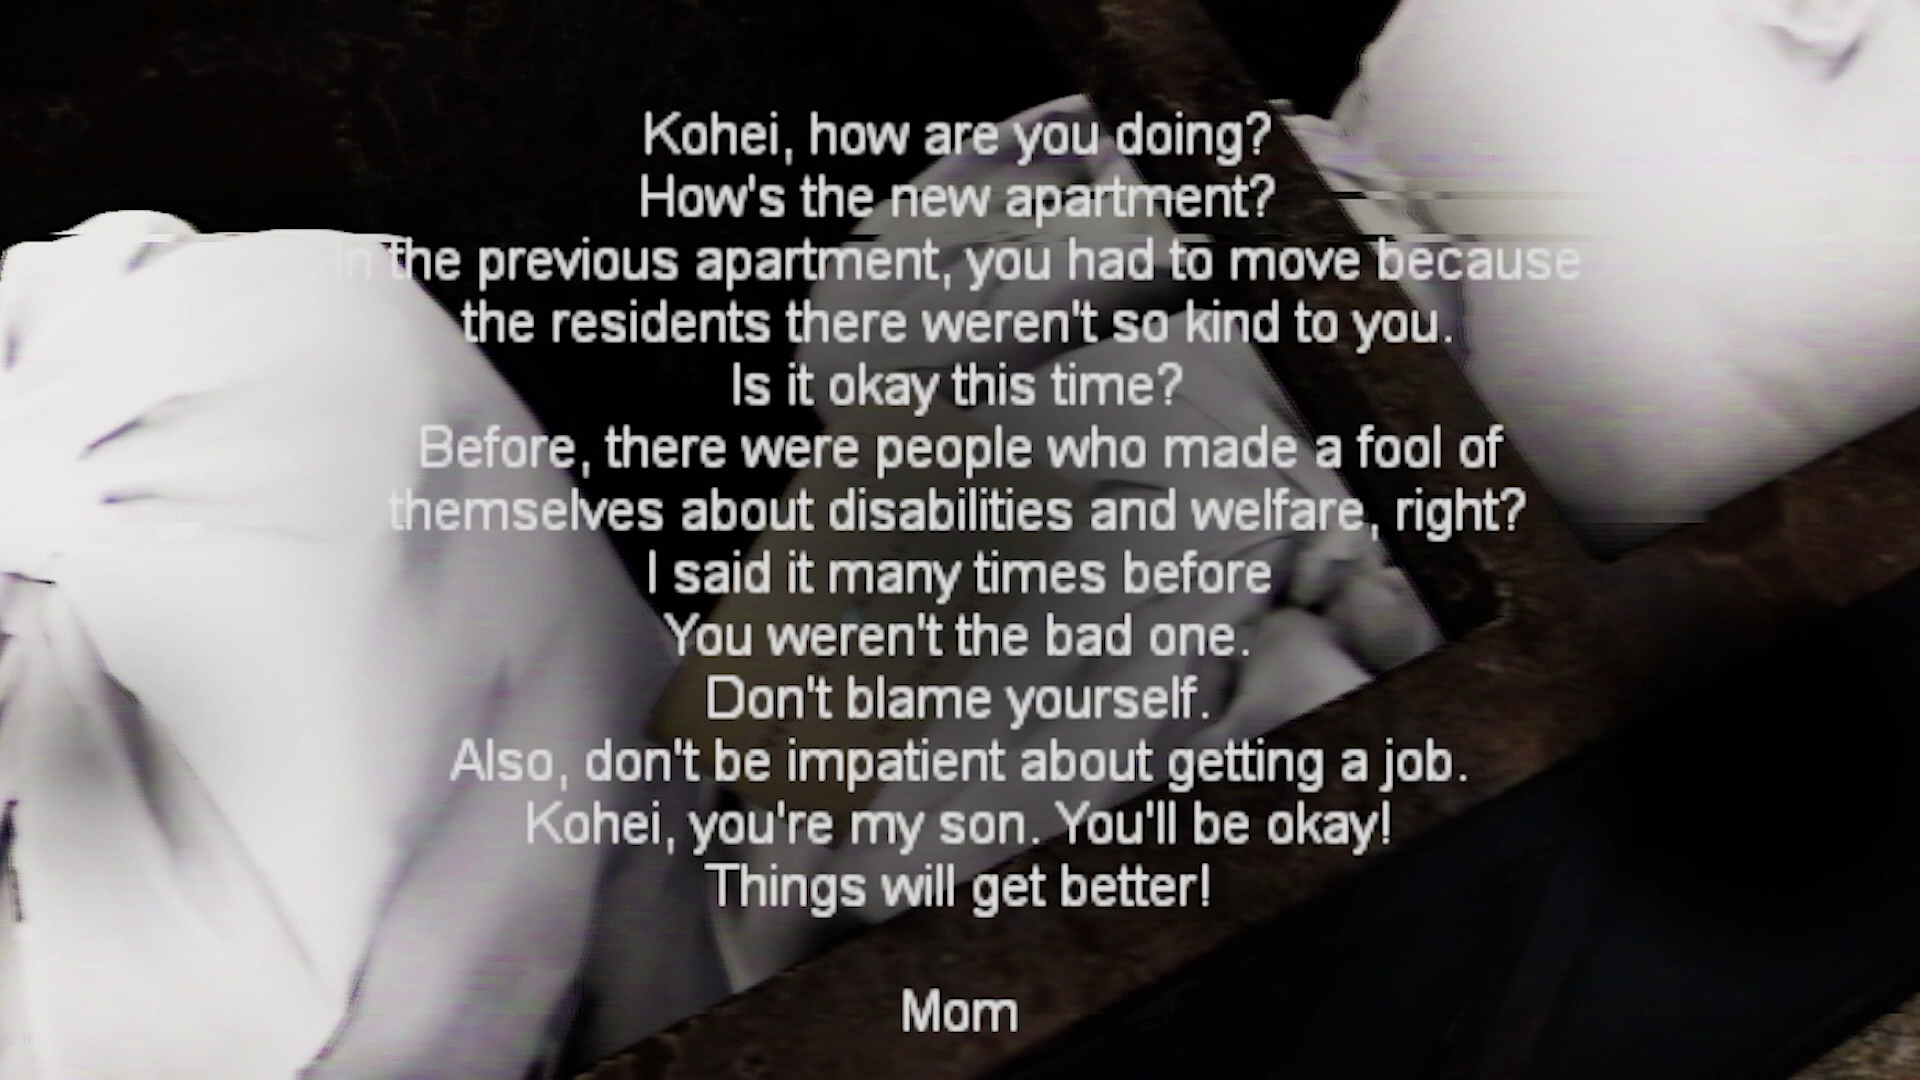 Kohei, how are you doing?
How's the new apartment?
In the previous apartment, you had to move because
the residents there weren't so kind to you.
Is it okay this time?
Before, there were people who made a fool of
themselves about disabilities and welfare, right?
I said it many times before
You weren't the bad one.
Don't blame yourself.
Also, don't be impatient about getting a job.
Kohei, you're my son. You'll be okay!
Things will get better!
Mom